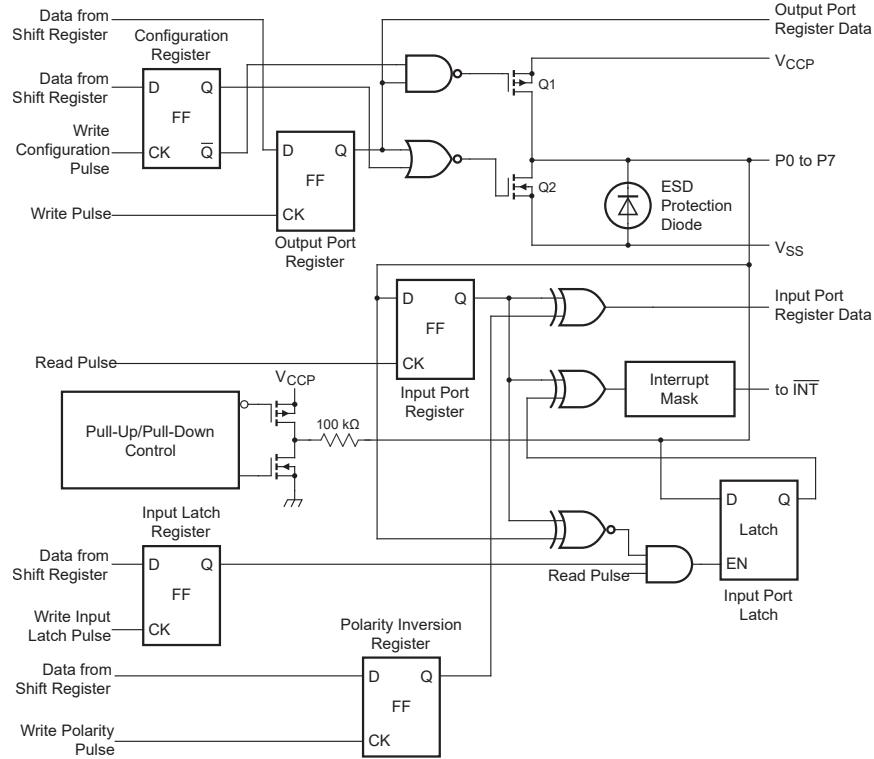 Data from
Shift Register
Configuration
Register
Output Port
Register Data
Data from
Shift Register
D
Q
FF
CK
Q̅
Write
Configuration
Pulse
Q1
VCCP
D
Q
FF
CK
Output Port
Register
Write Pulse
Q2
P0 to P7
ESD
Protection
Diode
VSS
D
Q
FF
CK
Input Port
Register
Input Port
Register Data
Read Pulse
VCCP
Pull-Up/Pull-Down
Control
100 kΩ
Interrupt
Mask
to I̅N̅T̅
D
Q
Latch
EN
Input Port
Latch
Input Latch
Register
Data from
Shift Register
D
Q
FF
CK
Read Pulse
Write Input
Latch Pulse
Polarity Inversion
Register
Data from
Shift Register
D
Q
FF
CK
Write Polarity
Pulse